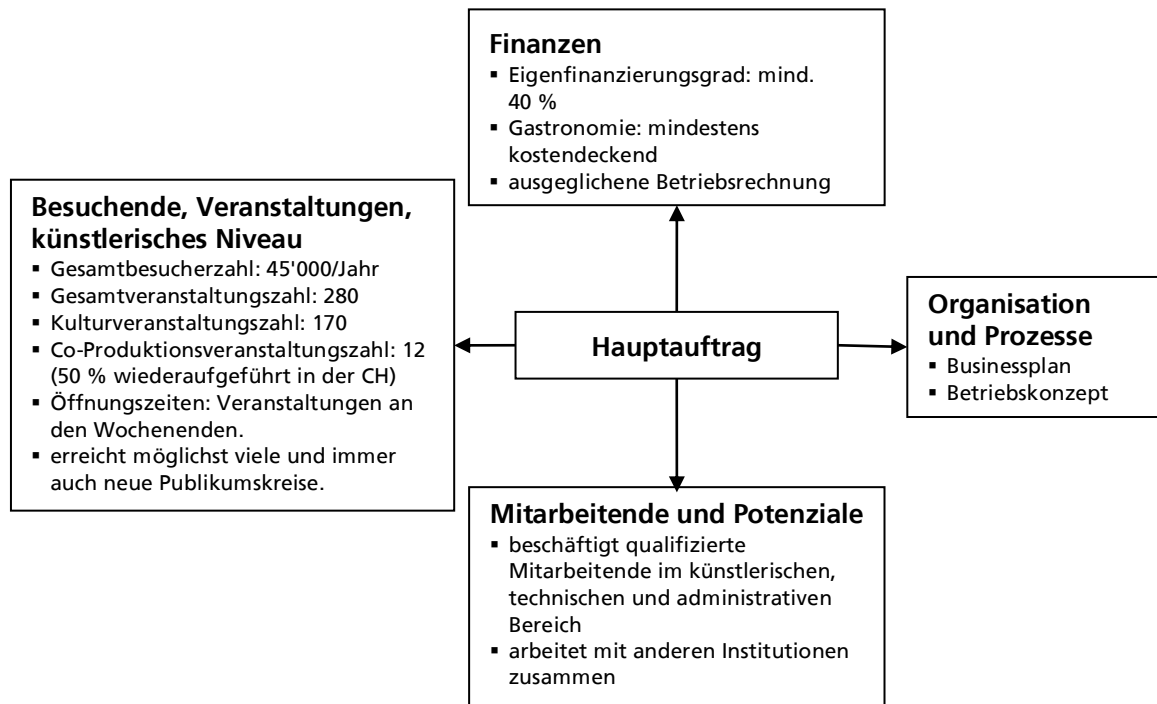 Finanzen
▪ Eigenfinanzierungsgrad: mind.
40 %
▪ Gastronomie: mindestens
kostendeckend
▪ ausgeglichene Betriebsrechnung
Besuchende, Veranstaltungen,
künstlerisches Niveau
▪ Gesamtbesucherzahl: 45'000/Jahr
▪ Gesamtveranstaltungszahl: 280
▪ Kulturveranstaltungszahl: 170
▪ Co-Produktionsveranstaltungszahl: 12
(50 % wiederaufgeführt in der CH)
▪ Öffnungszeiten: Veranstaltungen an
den Wochenenden.
▪ erreicht möglichst viele und immer
auch neue Publikumskreise.
Hauptauftrag
Organisation
und Prozesse
▪ Businessplan
▪ Betriebskonzept
Mitarbeitende und Potenziale
▪ beschäftigt qualifizierte
Mitarbeitende im künstlerischen,
technischen und administrativen
Bereich
▪ arbeitet mit anderen Institutionen
zusammen